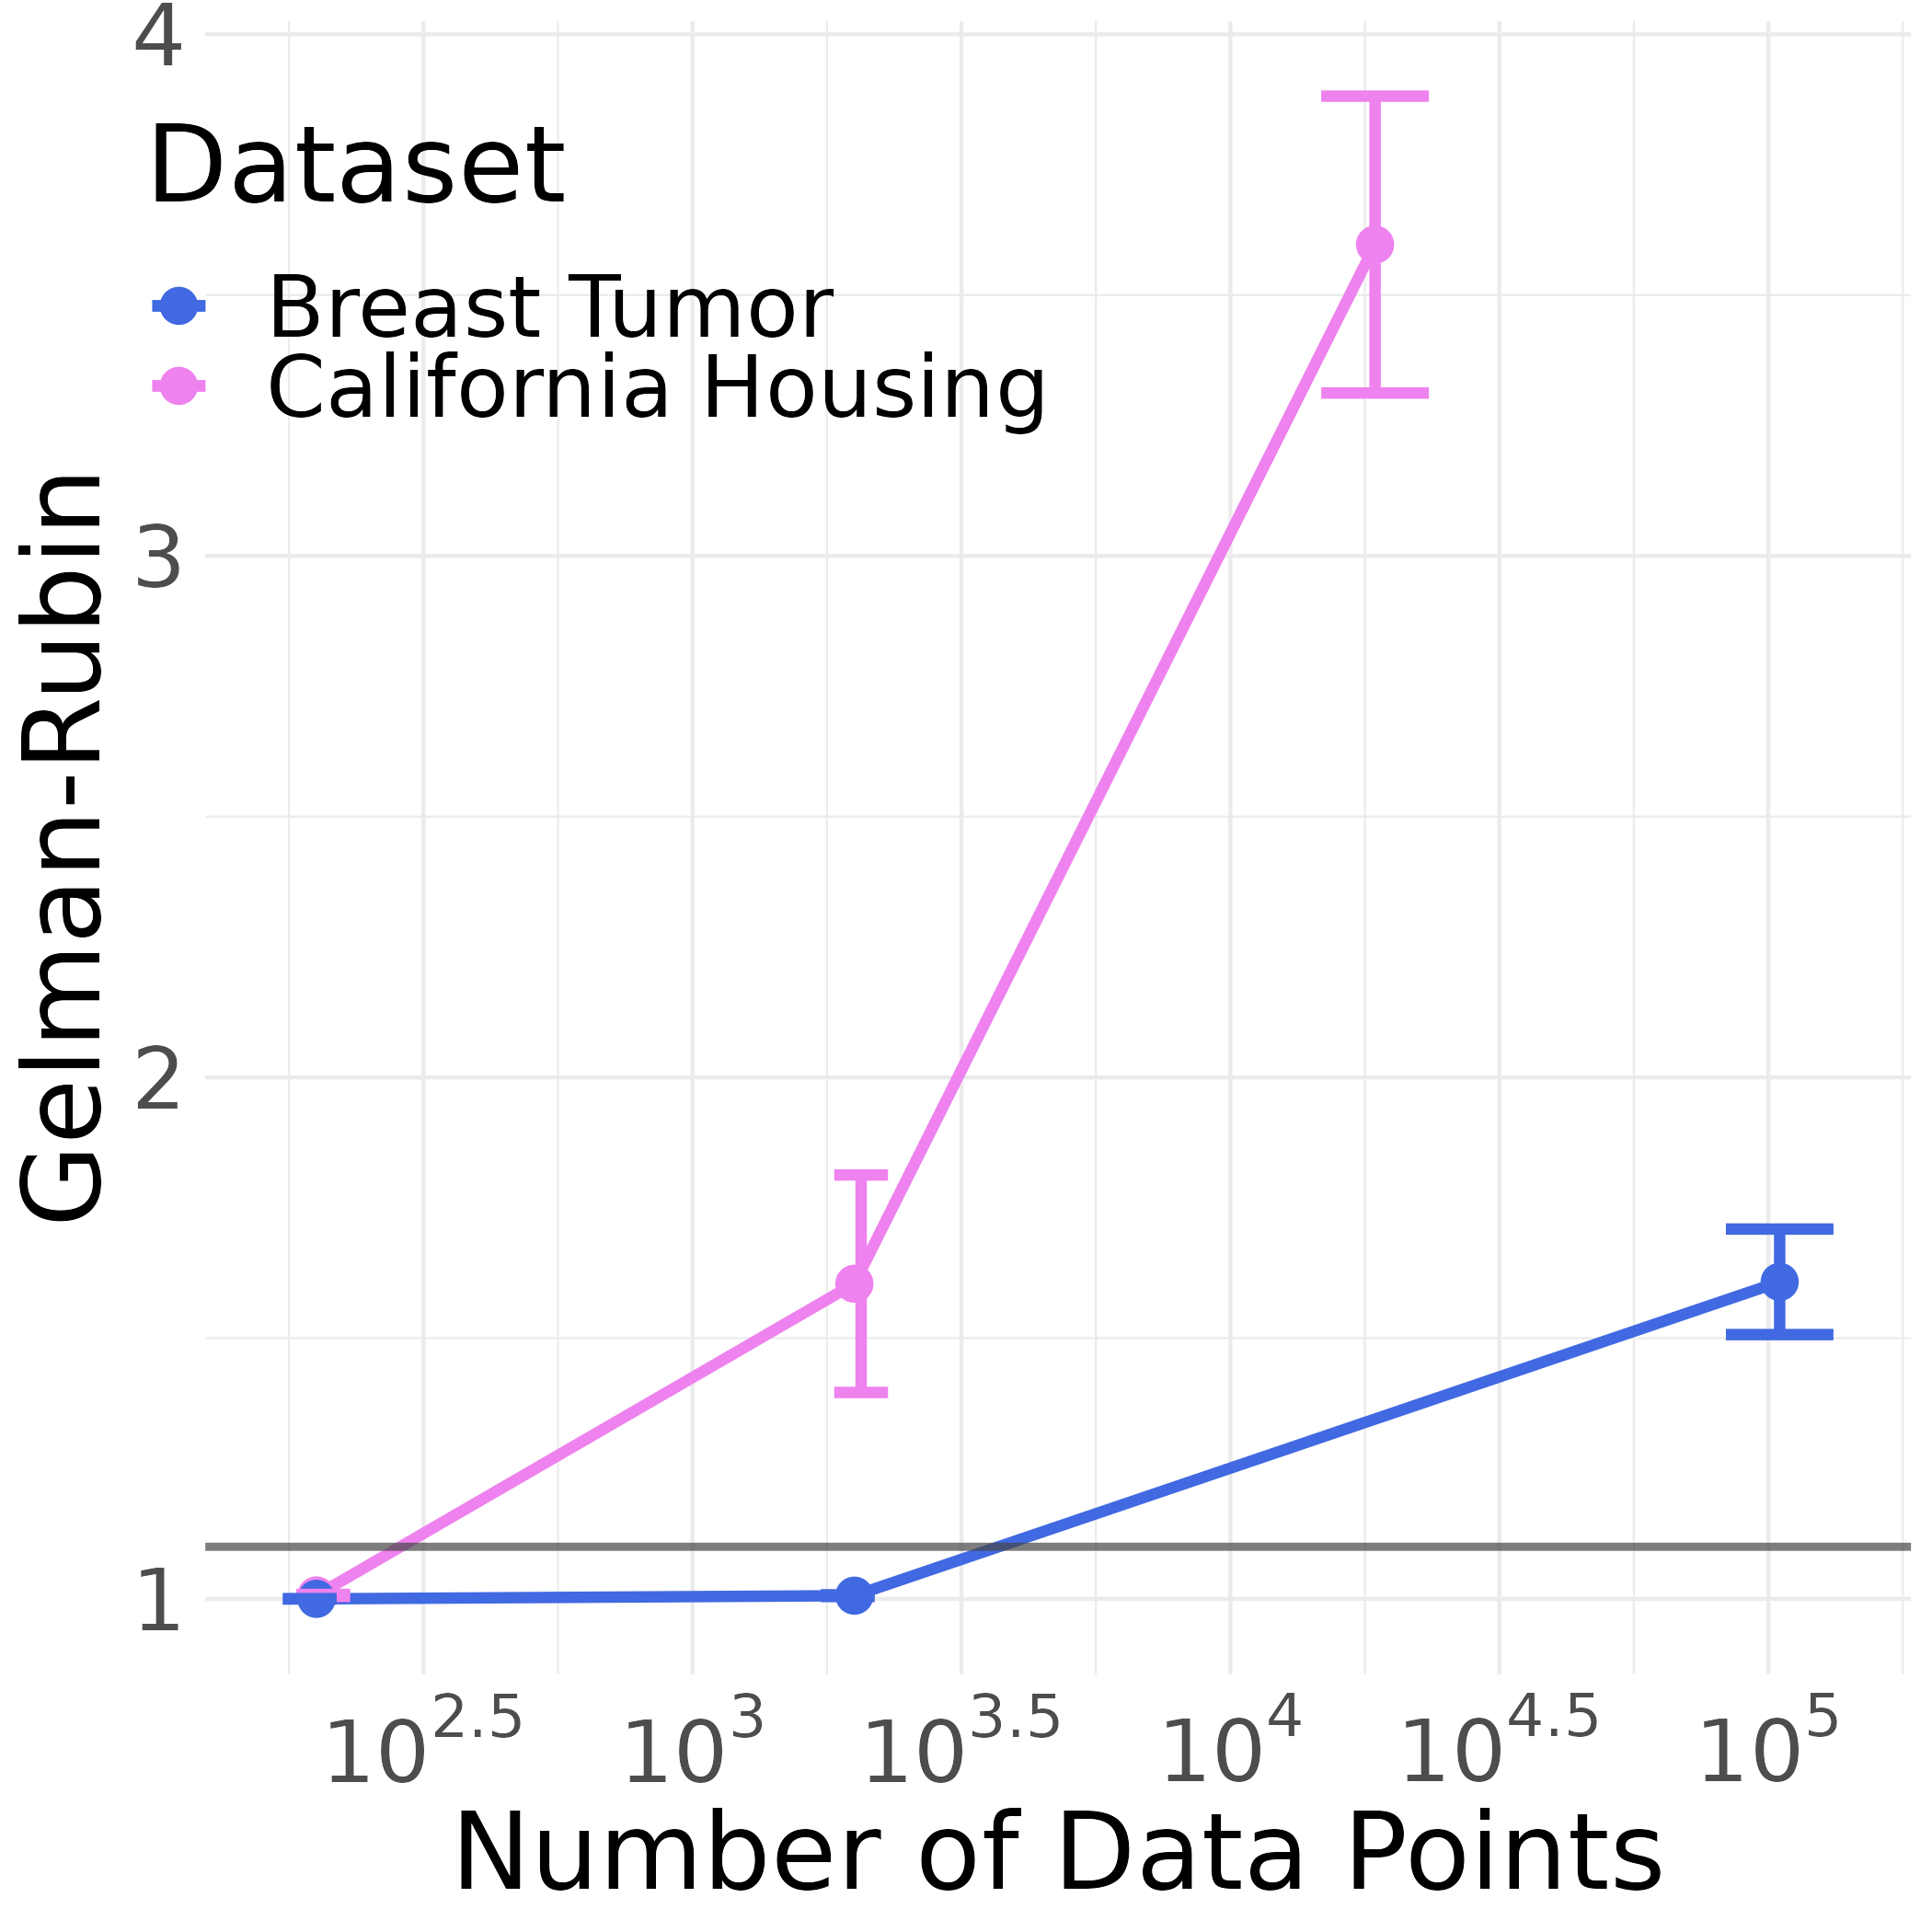 4
Dataset
Breast Tumor
California Housing
3
Gelman-Rubin
2
1
10^2.5 10^3 10^3.5 10^4 10^4.5 10^5
Number of Data Points